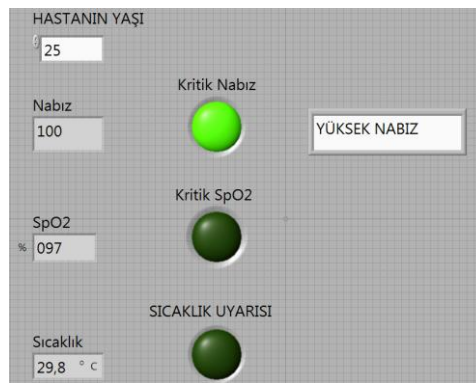 HASTANIN YAŞI
25
Kritik Nabız
Nabız
100
YÜKSEK NABIZ
Kritik SpO2
SpO2
% 097
SICAKLIK UYARISI
Sıcaklık
29,8 ° C